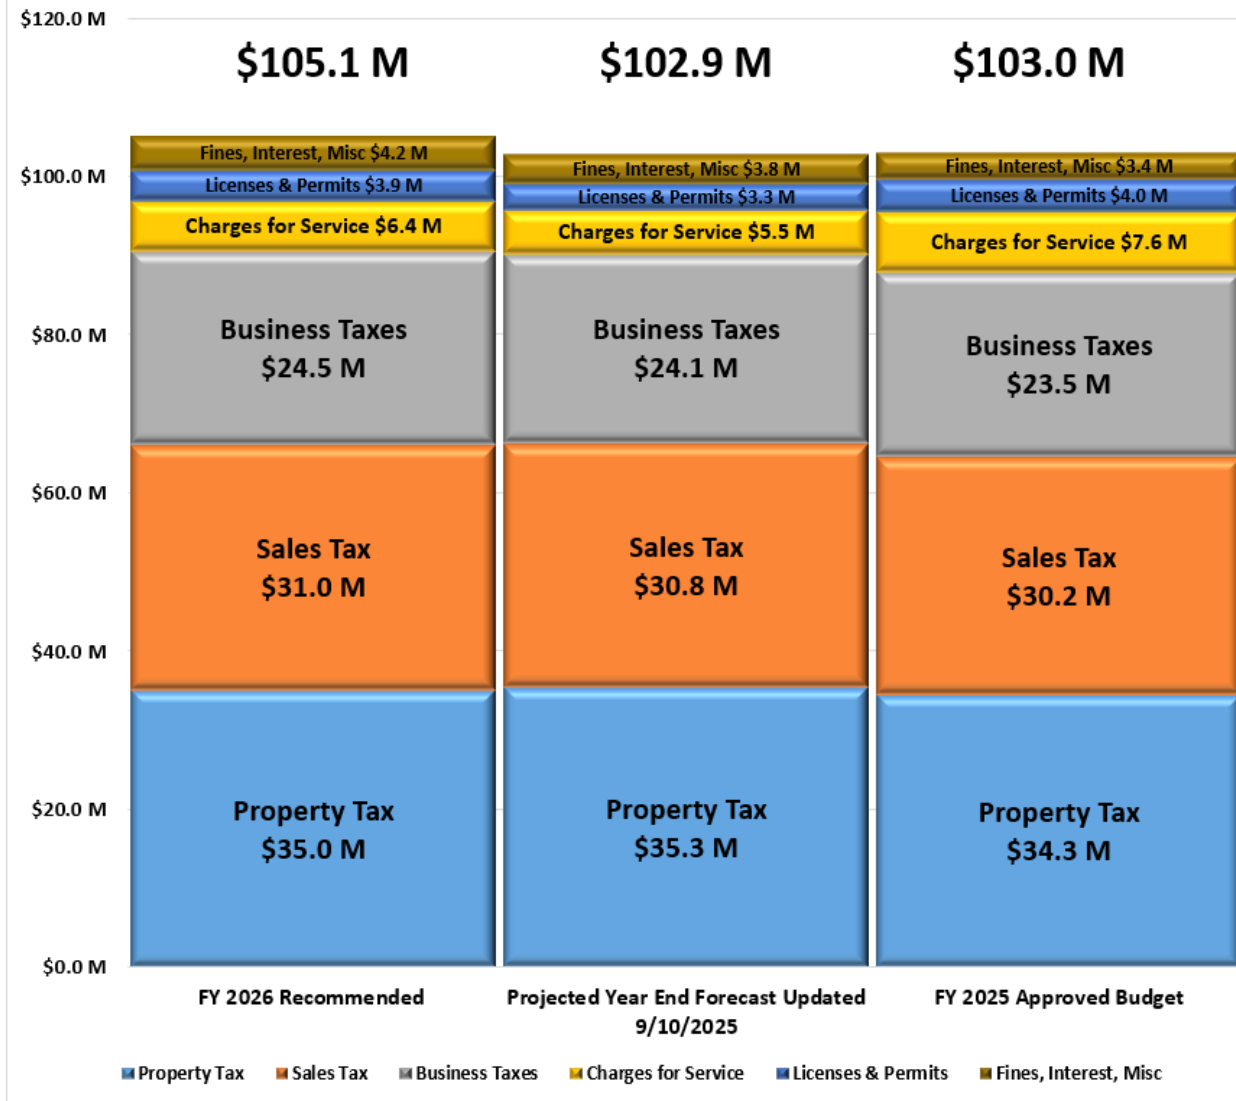 $120.0 M
$105.1 M
$102.9 M
$103.0 M
Fines, Interest, Misc $4.2 M
Fines, Interest, Misc $3.8 M
Fines, Interest, Misc $3.4 M
$100.0 M
Licenses & Permits $3.9 M
Licenses & Permits $3.3 M
Licenses & Permits $4.0 M
Charges for Service $6.4 M
Charges for Service $5.5 M
Charges for Service $7.6 M
$80.0 M
Business Taxes
$24.5 M
Business Taxes
$24.1 M
Business Taxes
$23.5 M
$60.0 M
Sales Tax
$31.0 M
Sales Tax
$30.8 M
Sales Tax
$30.2 M
$40.0 M
$20.0 M
Property Tax
$35.0 M
Property Tax
$35.3 M
Property Tax
$34.3 M
$0.0 M
FY 2026 Recommended
Projected Year End Forecast Updated
9/10/2025
FY 2025 Approved Budget
Property Tax
Sales Tax
Business Taxes
Charges for Service
Licenses & Permits
Fines, Interest, Misc